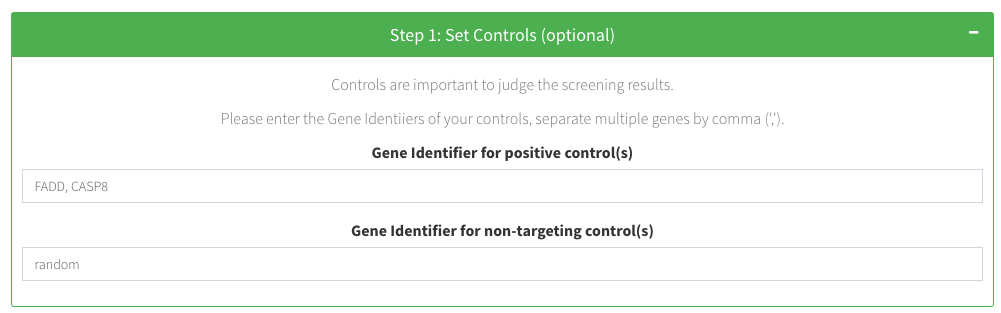 Step 1: Set Controls (optional)
Controls are important to judge the screening results.
Please enter the Gene Identiiers of your controls, separate multiple genes by comma (',').
Gene Identifier for positive control(s)
FADD, CASP8
Gene Identifier for non-targeting control(s)
random